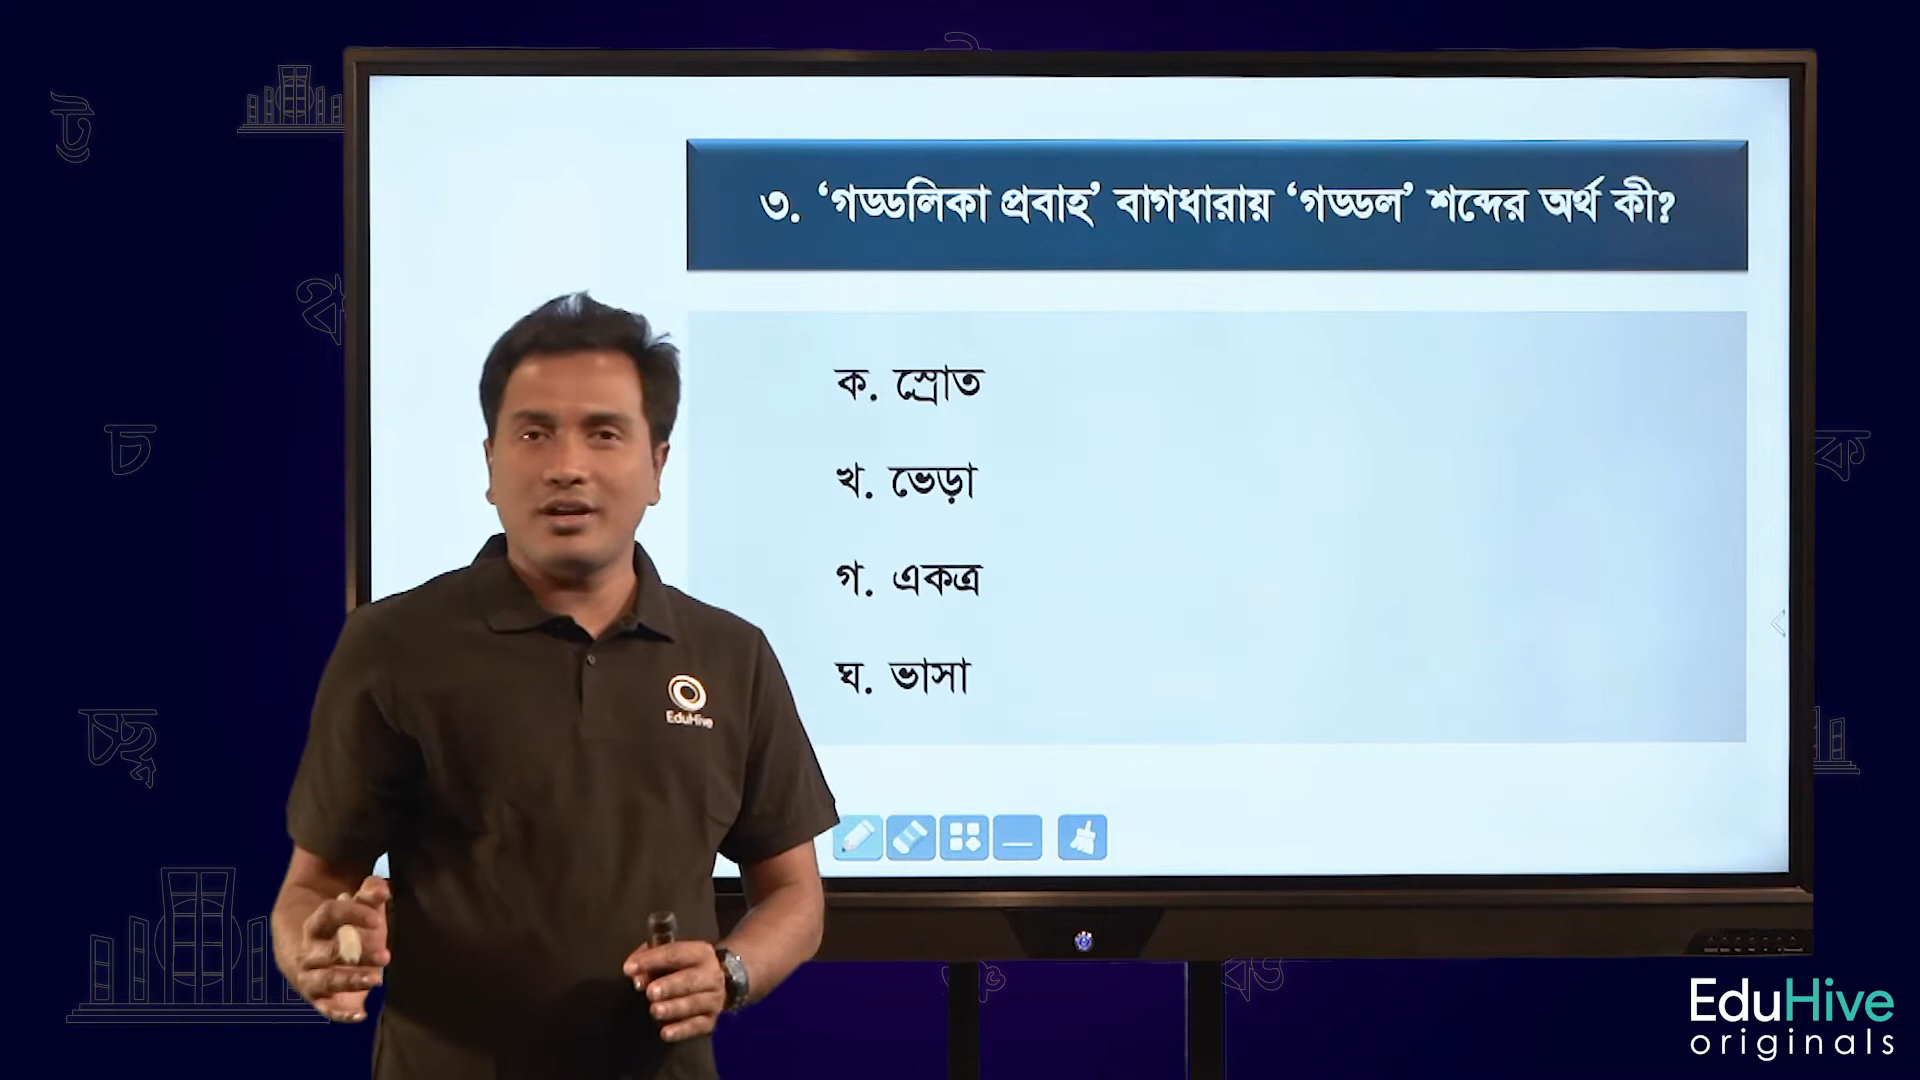 ৩. ‘গড্ডলিকা প্রবাহ’ বাগধারায় ‘গড্ডল’ শব্দের অর্থ কী?
ক. স্রোত
খ. ভেড়া
গ. একত্র
ঘ. ভাসা
EduHive
EduHive
originals
ট্ট
চ
চ্ছ্ব
ক